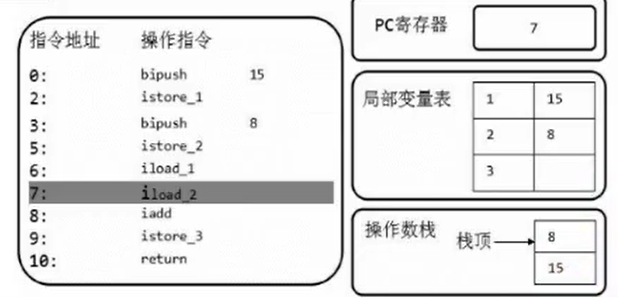 指令地址 操作指令
0: bipush 15
2: istore_1
3: bipush 8
5: istore_2
6: iload_1
7: iload_2
8: iadd
9: istore_3
10: return
PC寄存器 7
局部变量表 1 15
2 8
3
操作数栈 栈顶 8
15